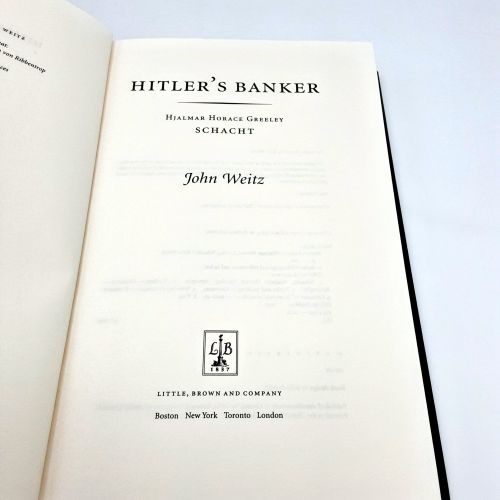 WEITZ
von Ribbentrop
HITLER'S BANKER
HJALMAR HORACE GREELEY
SCHACHT
John Weitz
L B
1837
LITTLE, BROWN AND COMPANY
Boston New York Toronto London